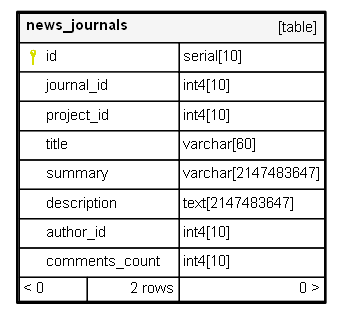 news_journals [table]
id serial[10]
journal_id int4[10]
project_id int4[10]
title varchar[60]
summary varchar[2147483647]
description text[2147483647]
author_id int4[10]
comments_count int4[10]
< 0 2 rows 0 >